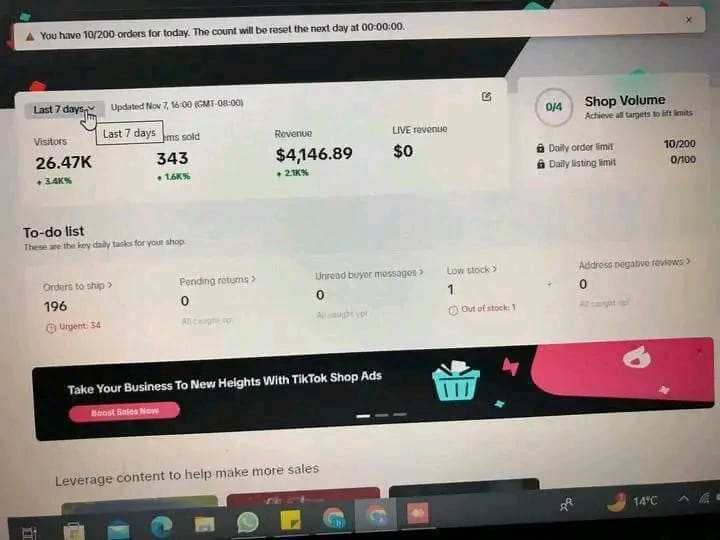 You have 10/200 orders for today. The count will be reset the next day at 00:00:00.
Last 7 days
Updated Nov 7, 16:00 (GMT-08:00)
Last 7 days
Visitors
26.47K
+ 3.4K%
ems sold
343
+ 1.6K%
Revenue
$4,146.89
+ 2.1K%
LIVE revenue
$0
0/4
Shop Volume
Achieve all targets to lift limits
Daily order limit 10/200
Daily listing limit 0/100
To-do list
These are the key daily tasks for your shop.
Orders to ship >
196
Urgent: 34
Pending returns >
0
All caught up!
Unread buyer messages >
0
All caught up!
Low stock >
1
Out of stock: 1
Address negative reviews >
0
All caught up!
Take Your Business To New Heights With TikTok Shop Ads
Boost Sales Now
Leverage content to help make more sales
14°C